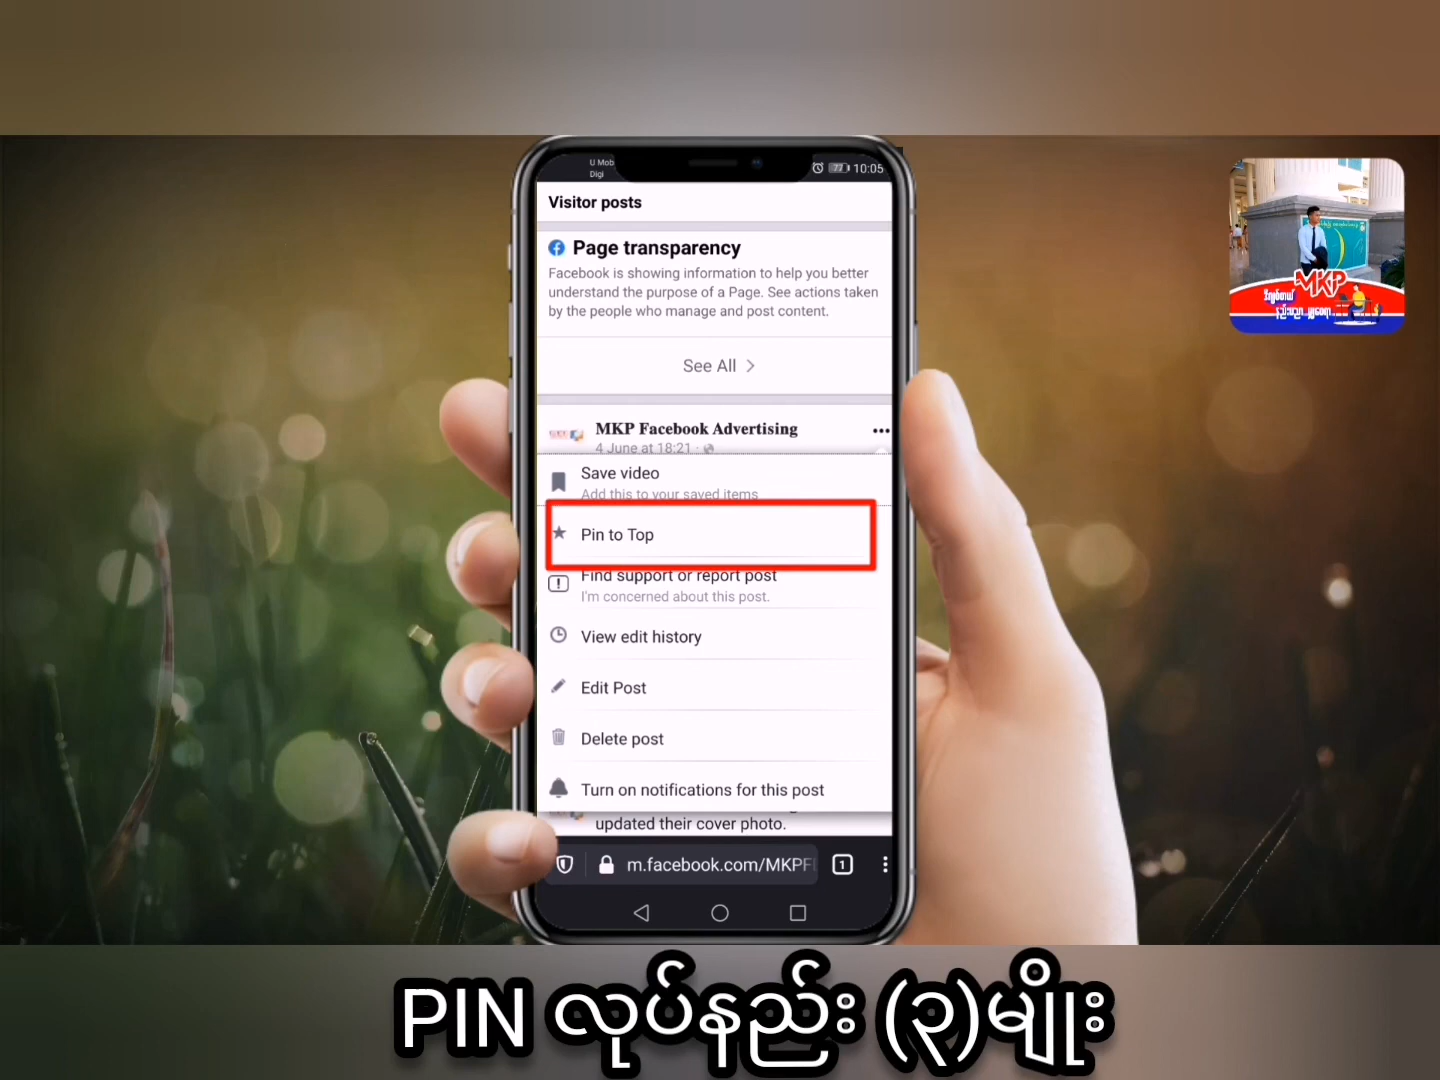 U Mob
Digi
77
10:05
Visitor posts
Page transparency
Facebook is showing information to help you better
understand the purpose of a Page. See actions taken
by the people who manage and post content.
See All
MKP Facebook Advertising
4 June at 18:21
Save video
Add this to your saved items
Pin to Top
Find support or report post
I'm concerned about this post.
View edit history
Edit Post
Delete post
Turn on notifications for this post
updated their cover photo.
m.facebook.com/MKPF
1
MKP
PIN လုပ်နည်း (၃)မျိုး